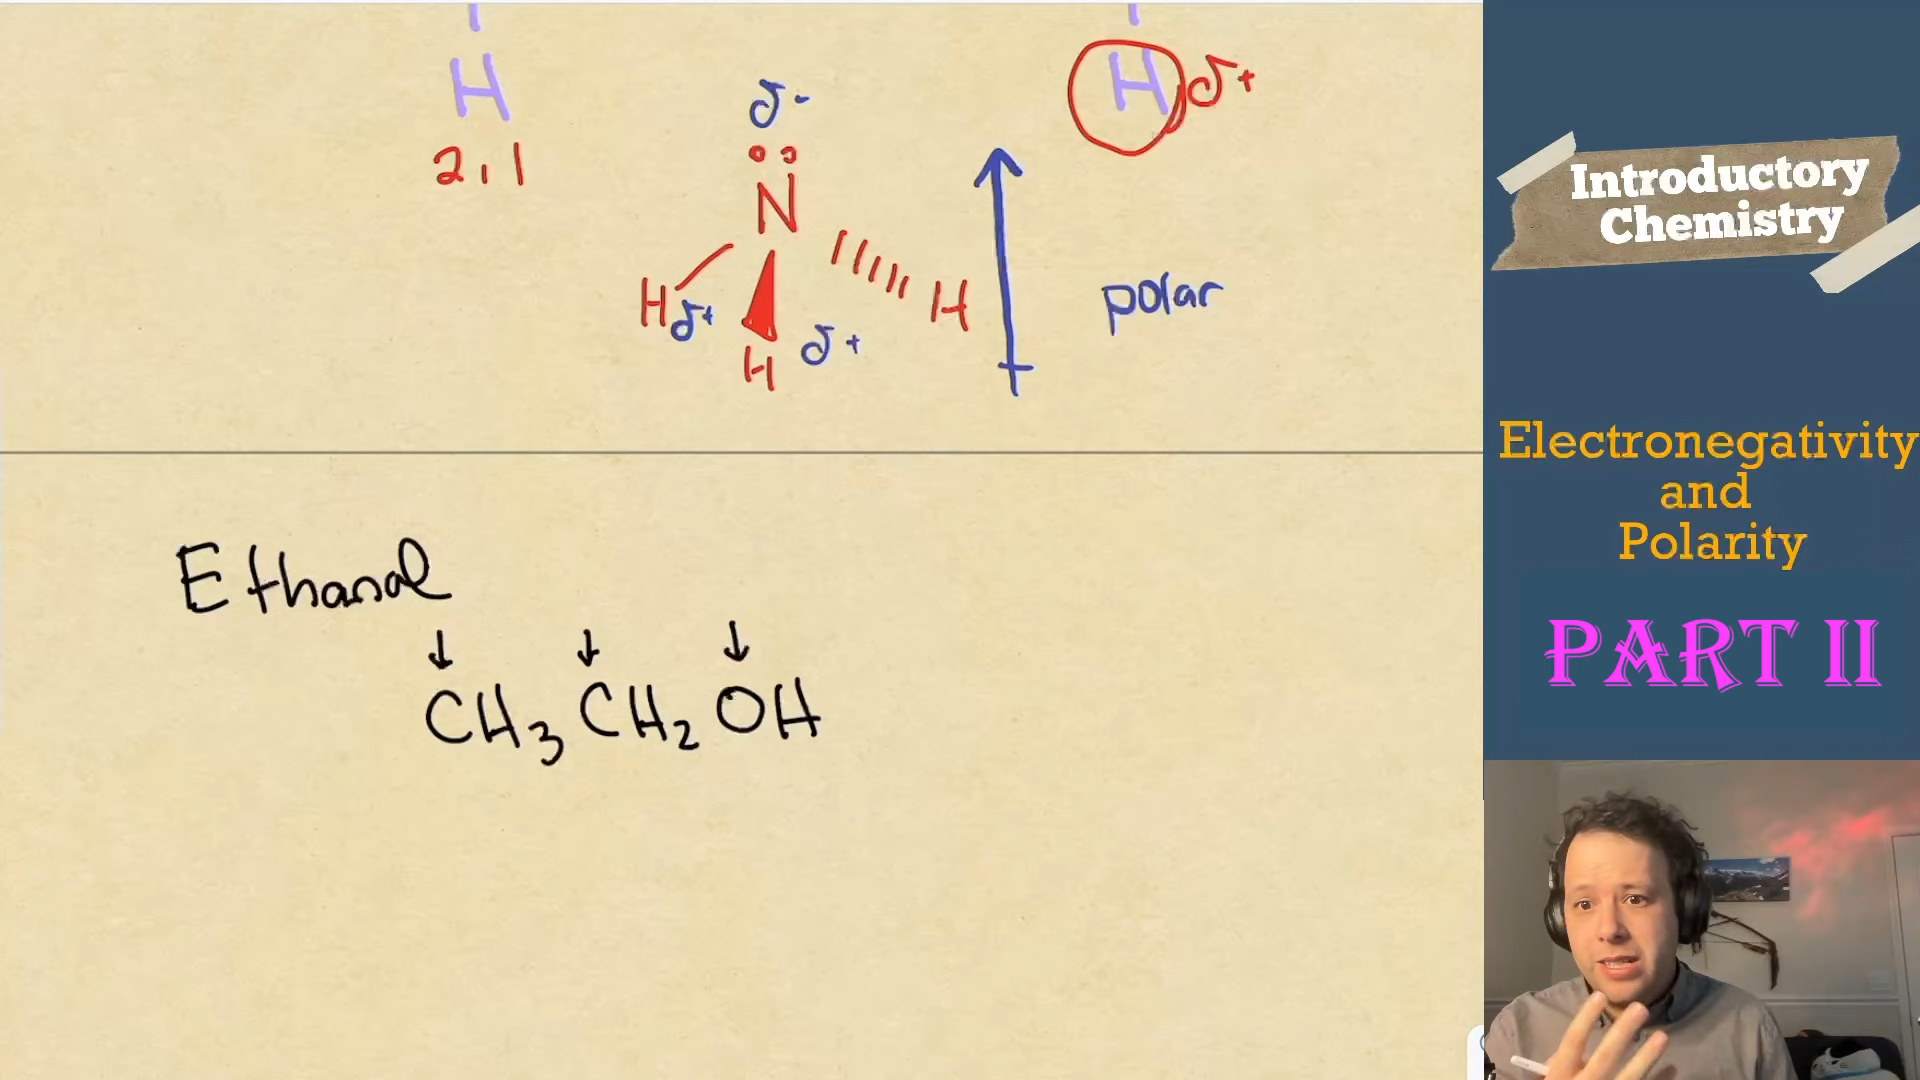 H
2.1
δ-
N
H δ+
H δ+
H
H δ+
polar
Ethanol
↓ ↓ ↓
CH3CH2OH
Introductory
Chemistry
Electronegativity
and
Polarity
PART II